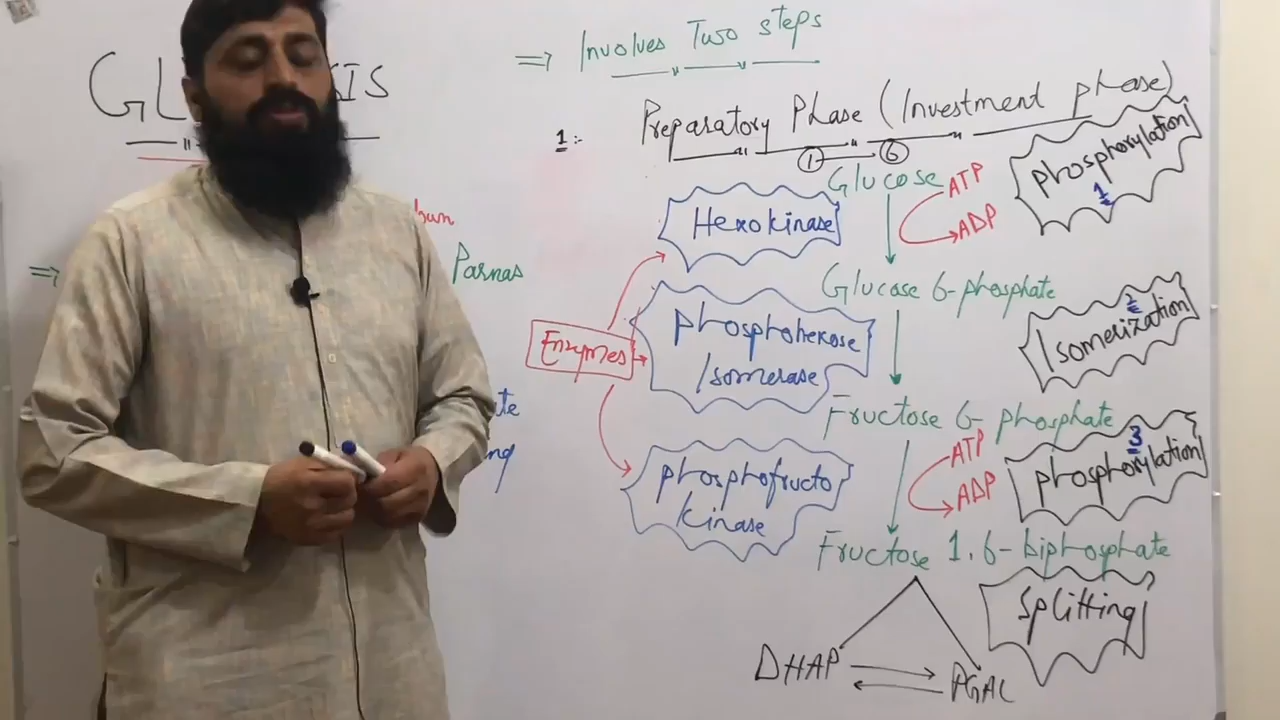 ⇒ Involves Two steps
1:- Preparatory Phase (Investment phase)
① ⑥
Glucose
ATP
ADP
Phosphorylation
1
Hexokinase
Glucose 6-phosphate
Enzymes
Phosphohexose
Isomerase
2
Isomerization
Fructose 6-phosphate
ATP
ADP
3
Phosphorylation
Phosphofructo
kinase
Fructose 1,6-biphosphate
Splitting
DHAP
PGAL
GL
SIS
⇒
Parnas